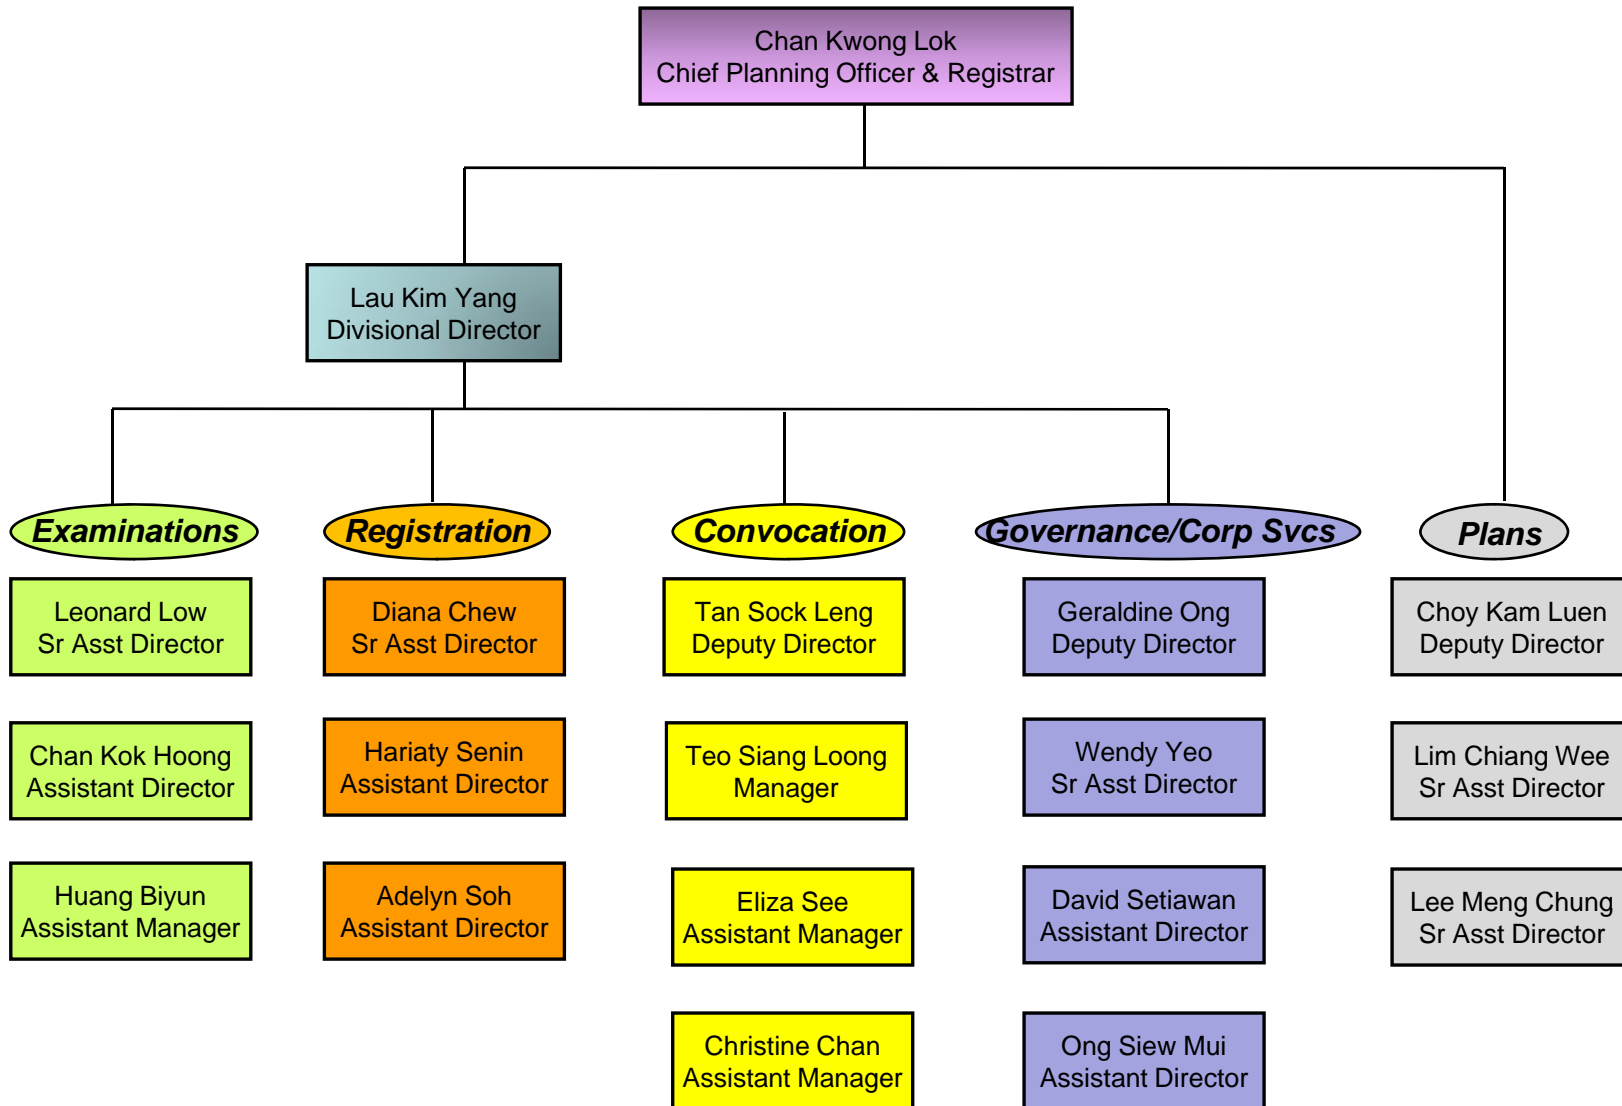 Chan Kwong Lok
Chief Planning Officer & Registrar
Lau Kim Yang
Divisional Director
Examinations
Registration
Convocation
Governance/Corp Svcs
Plans
Leonard Low
Sr Asst Director
Diana Chew
Sr Asst Director
Tan Sock Leng
Deputy Director
Geraldine Ong
Deputy Director
Choy Kam Luen
Deputy Director
Chan Kok Hoong
Assistant Director
Hariaty Senin
Assistant Director
Teo Siang Loong
Manager
Wendy Yeo
Sr Asst Director
Lim Chiang Wee
Sr Asst Director
Huang Biyun
Assistant Manager
Adelyn Soh
Assistant Director
Eliza See
Assistant Manager
David Setiawan
Assistant Director
Lee Meng Chung
Sr Asst Director
Christine Chan
Assistant Manager
Ong Siew Mui
Assistant Director